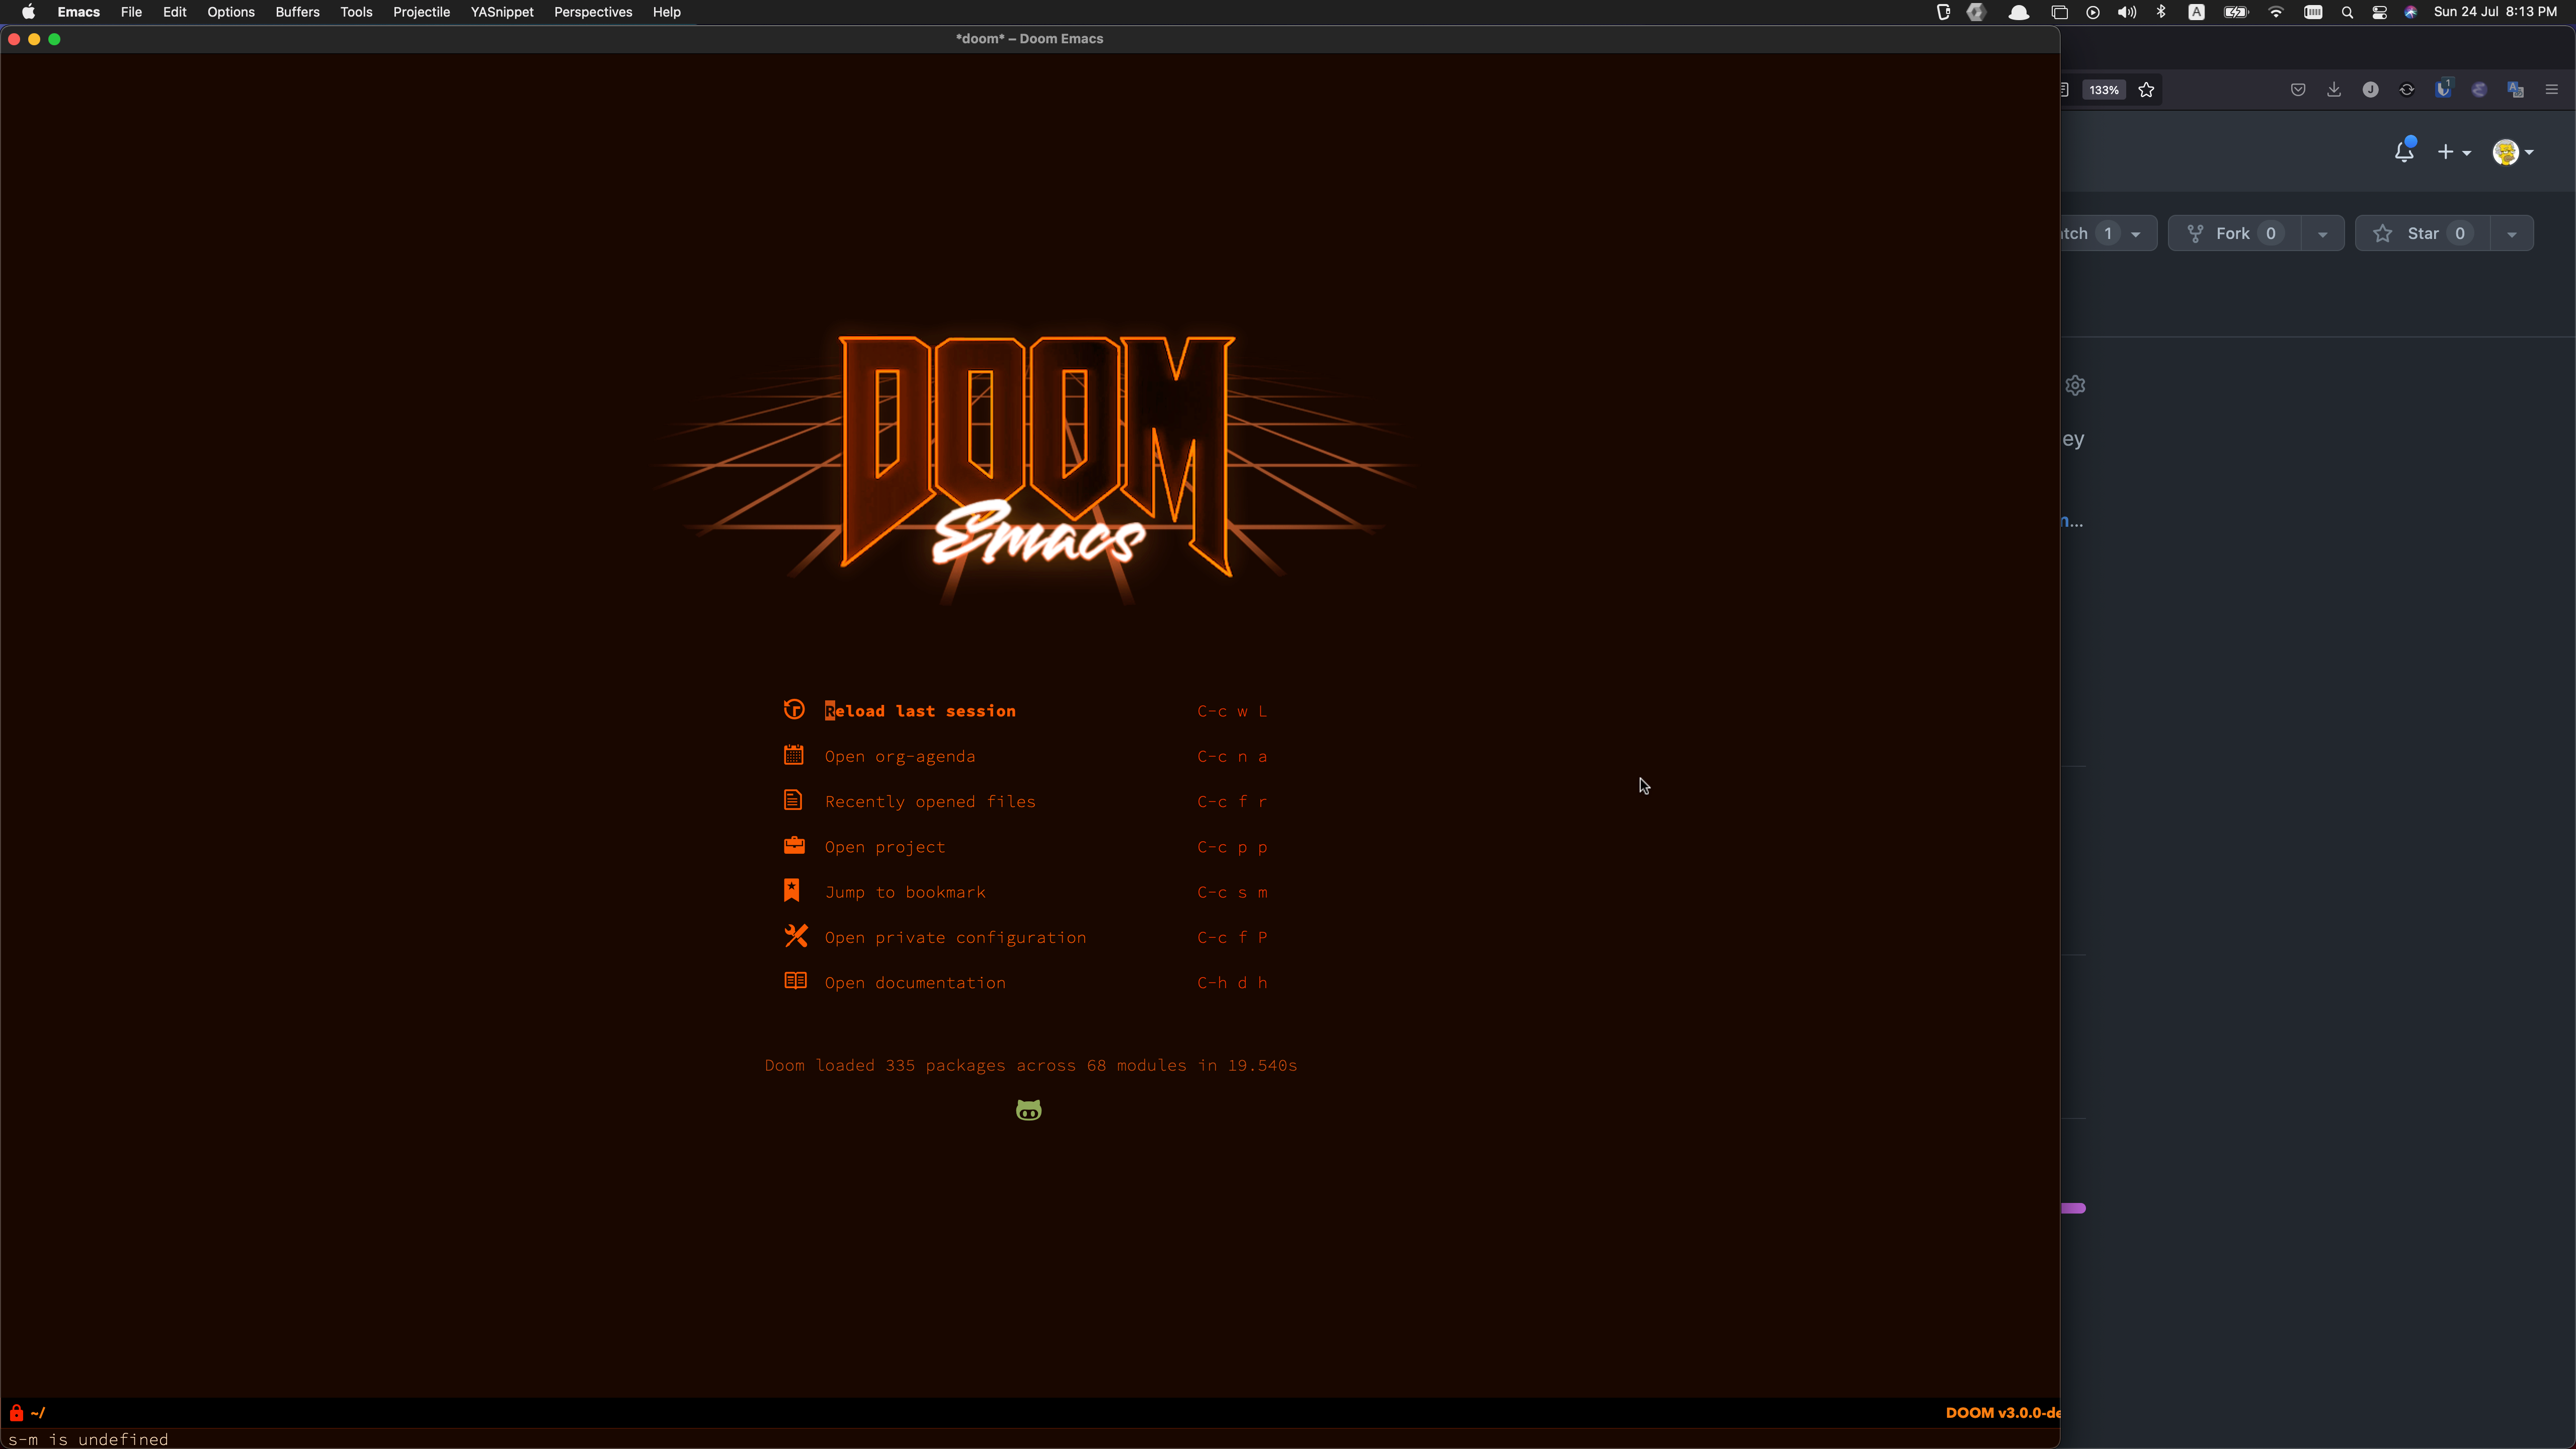 Emacs File Edit Options Buffers Tools Projectile YASnippet Perspectives Help A Sun 24 Jul 8:13 PM
*doom* – Doom Emacs
133% J 1
tch 1 Fork 0 Star 0
ey
m...
DOOM
Emacs
Reload last session C-c w L
Open org-agenda C-c n a
Recently opened files C-c f r
Open project C-c p p
Jump to bookmark C-c s m
Open private configuration C-c f P
Open documentation C-h d h
Doom loaded 335 packages across 68 modules in 19.540s
~/ DOOM v3.0.0-de
s-m is undefined